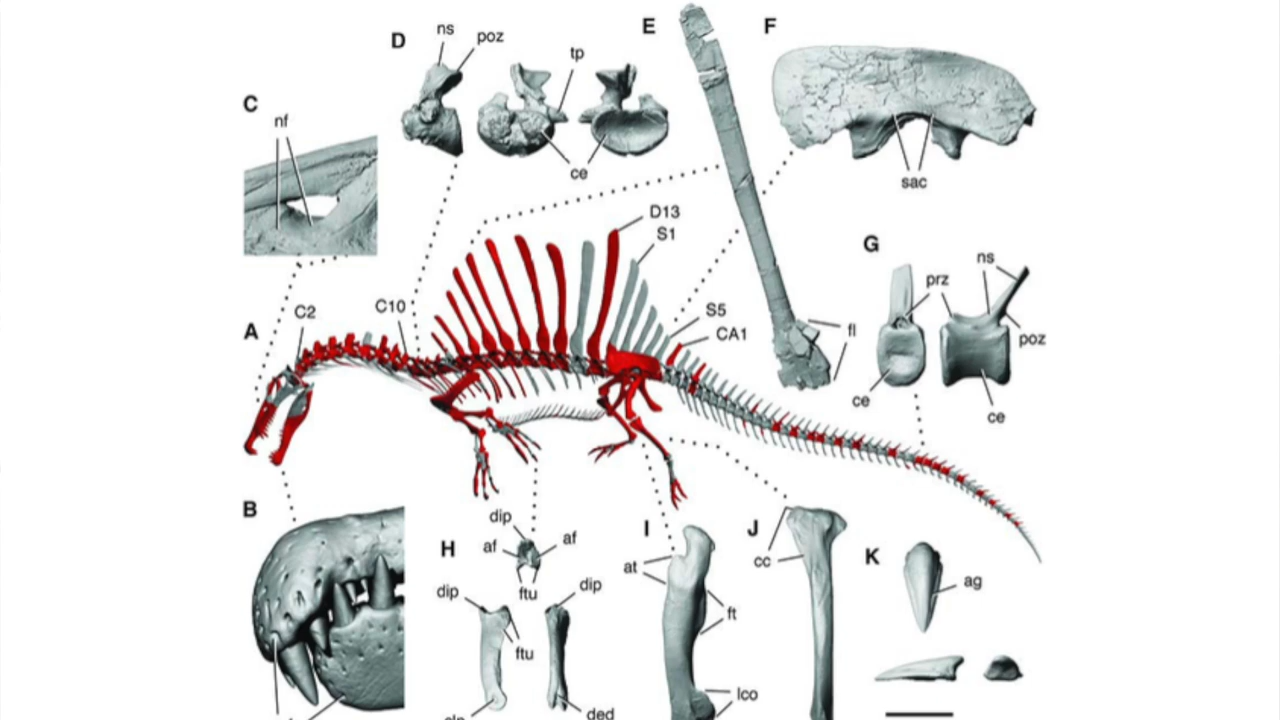 D
ns
poz
tp
ce
E
F
sac
C
nf
D13
S1
G
ns
prz
poz
ce
ce
fl
A
C2
C10
S5
CA1
B
H
dip
af
af
ftu
dip
dip
ftu
ded
I
at
ft
lco
J
cc
K
ag